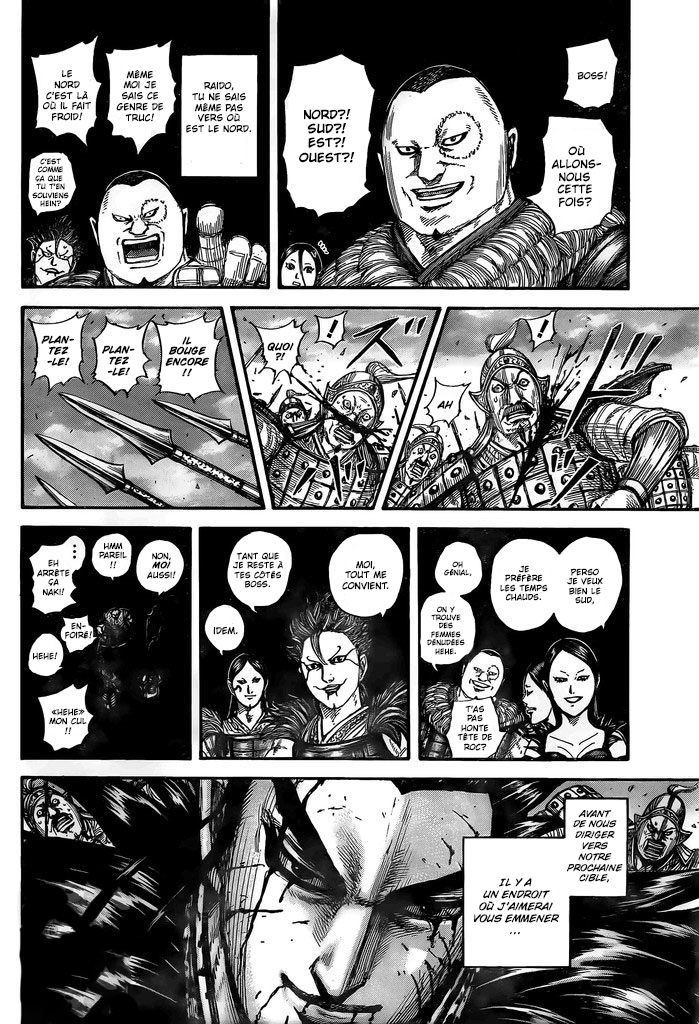 BOSS!
OÙ
ALLONS-
NOUS
CETTE
FOIS?
NORD?!
SUD?!
EST?!
OUEST?!
RAIDO,
TU NE SAIS
MÊME PAS
VERS OÙ
EST LE NORD.
MÊME
MOI JE
SAIS CE
GENRE DE
TRUC!
LE
NORD
C'EST LÀ
OÙ IL FAIT
FROID!
C'EST
COMME
ÇA QUE
TU T'EN
SOUVIENS
HEIN?
!
AH
!
QUOI
?!
IL
BOUGE
ENCORE
!!
PLAN-
TEZ
-LE!
PLAN-
TEZ
-LE!
PERSO
JE VEUX
BIEN LE
SUD,
JE
PRÉFÈRE
LES TEMPS
CHAUDS.
OH
GÉNIAL,
ON Y
TROUVE
DES
FEMMES
DÉNUDÉES
HEHE.
T'AS
PAS
HONTE
TÊTE
DE ROC?
MOI,
TOUT ME
CONVIENT.
TANT QUE
JE RESTE À
TES CÔTÉS
BOSS.
IDEM.
NON,
MOI
AUSSI!
HMM
PAREIL
!!
...
EH
ARRÊTE
ÇA
NAKI!
EN-
FOIRÉ!
HEHE!
«HEHE»
MON CUL
!!
AVANT
DE NOUS
DIRIGER
VERS
NOTRE
PROCHAINE
CIBLE,
IL Y A
UN ENDROIT
OÙ J'AIMERAI
VOUS EMMENER
...